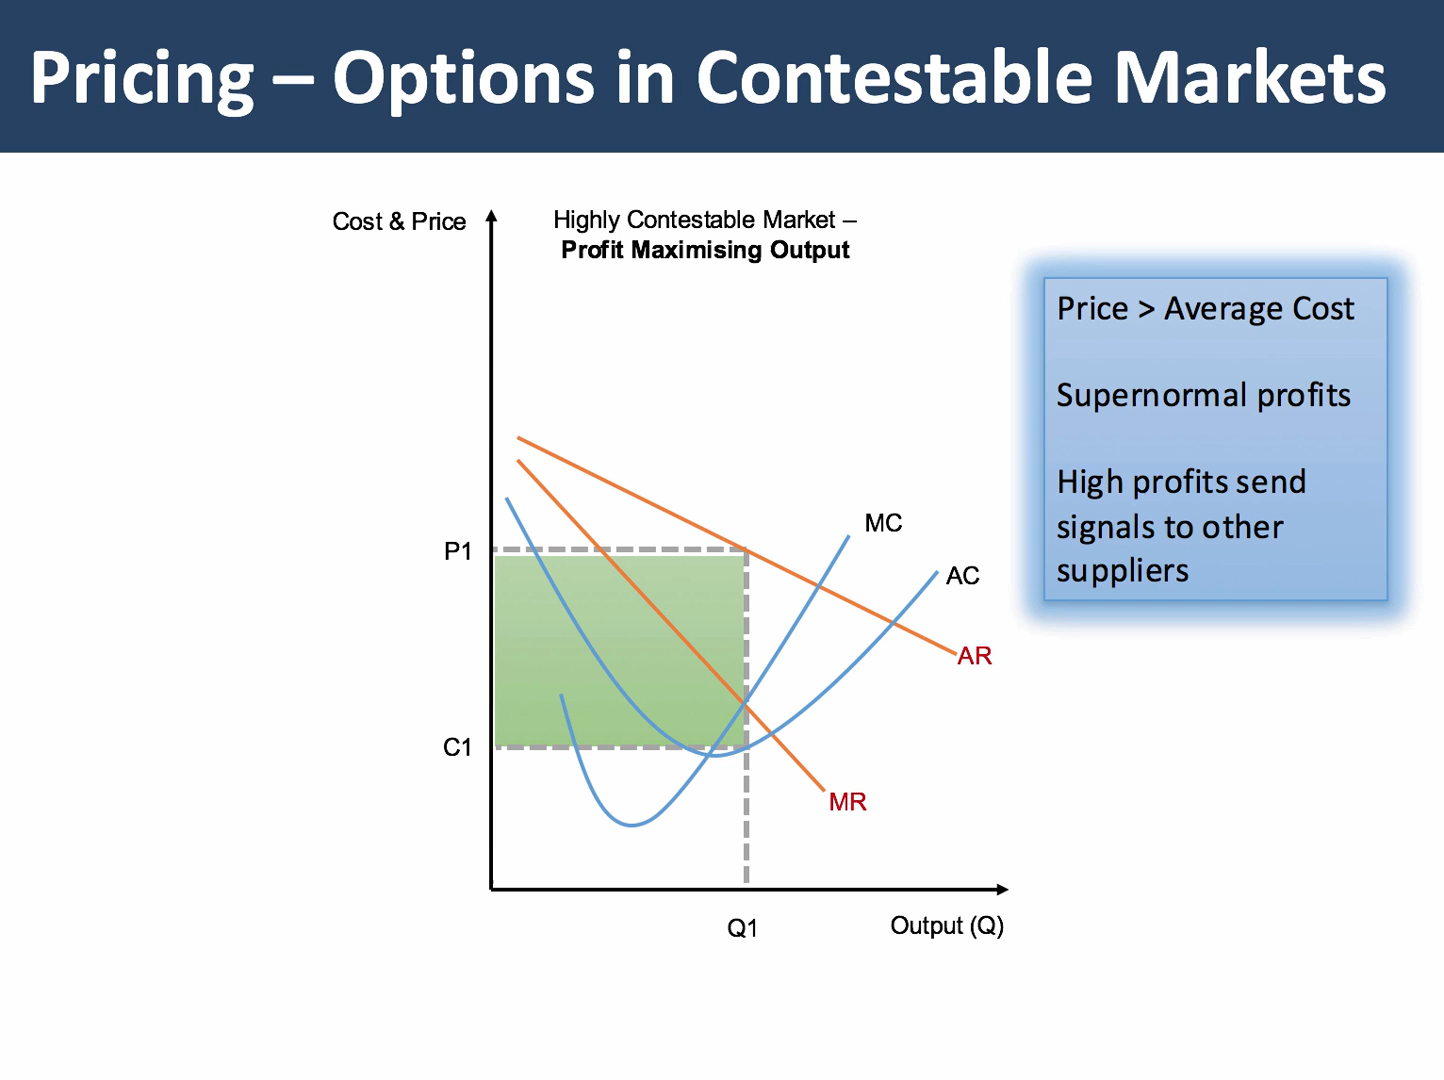 Pricing – Options in Contestable Markets
Cost & Price
Highly Contestable Market –
Profit Maximising Output
Price > Average Cost
Supernormal profits
High profits send
signals to other
suppliers
MC
P1
AC
AR
C1
MR
Q1
Output (Q)